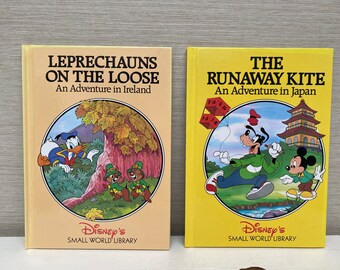 LEPRECHAUNS
ON THE LOOSE
An Adventure in Ireland
Disney's
SMALL WORLD LIBRARY
THE
RUNAWAY KITE
An Adventure in Japan
Disney's
SMALL WORLD LIBRARY